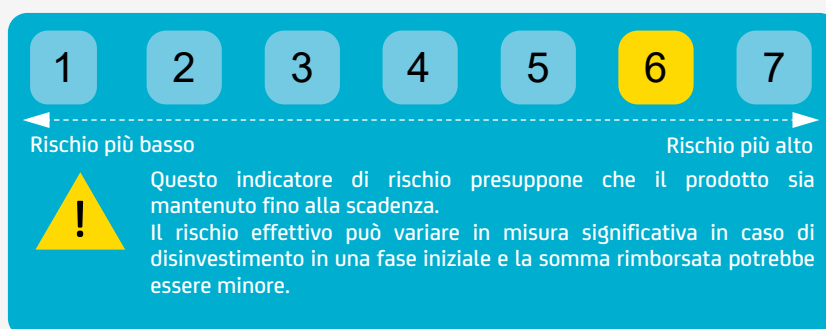 1 2 3 4 5 6 7
Rischio più basso Rischio più alto
!
Questo indicatore di rischio presuppone che il prodotto sia
mantenuto fino alla scadenza.
Il rischio effettivo può variare in misura significativa in caso di
disinvestimento in una fase iniziale e la somma rimborsata potrebbe
essere minore.